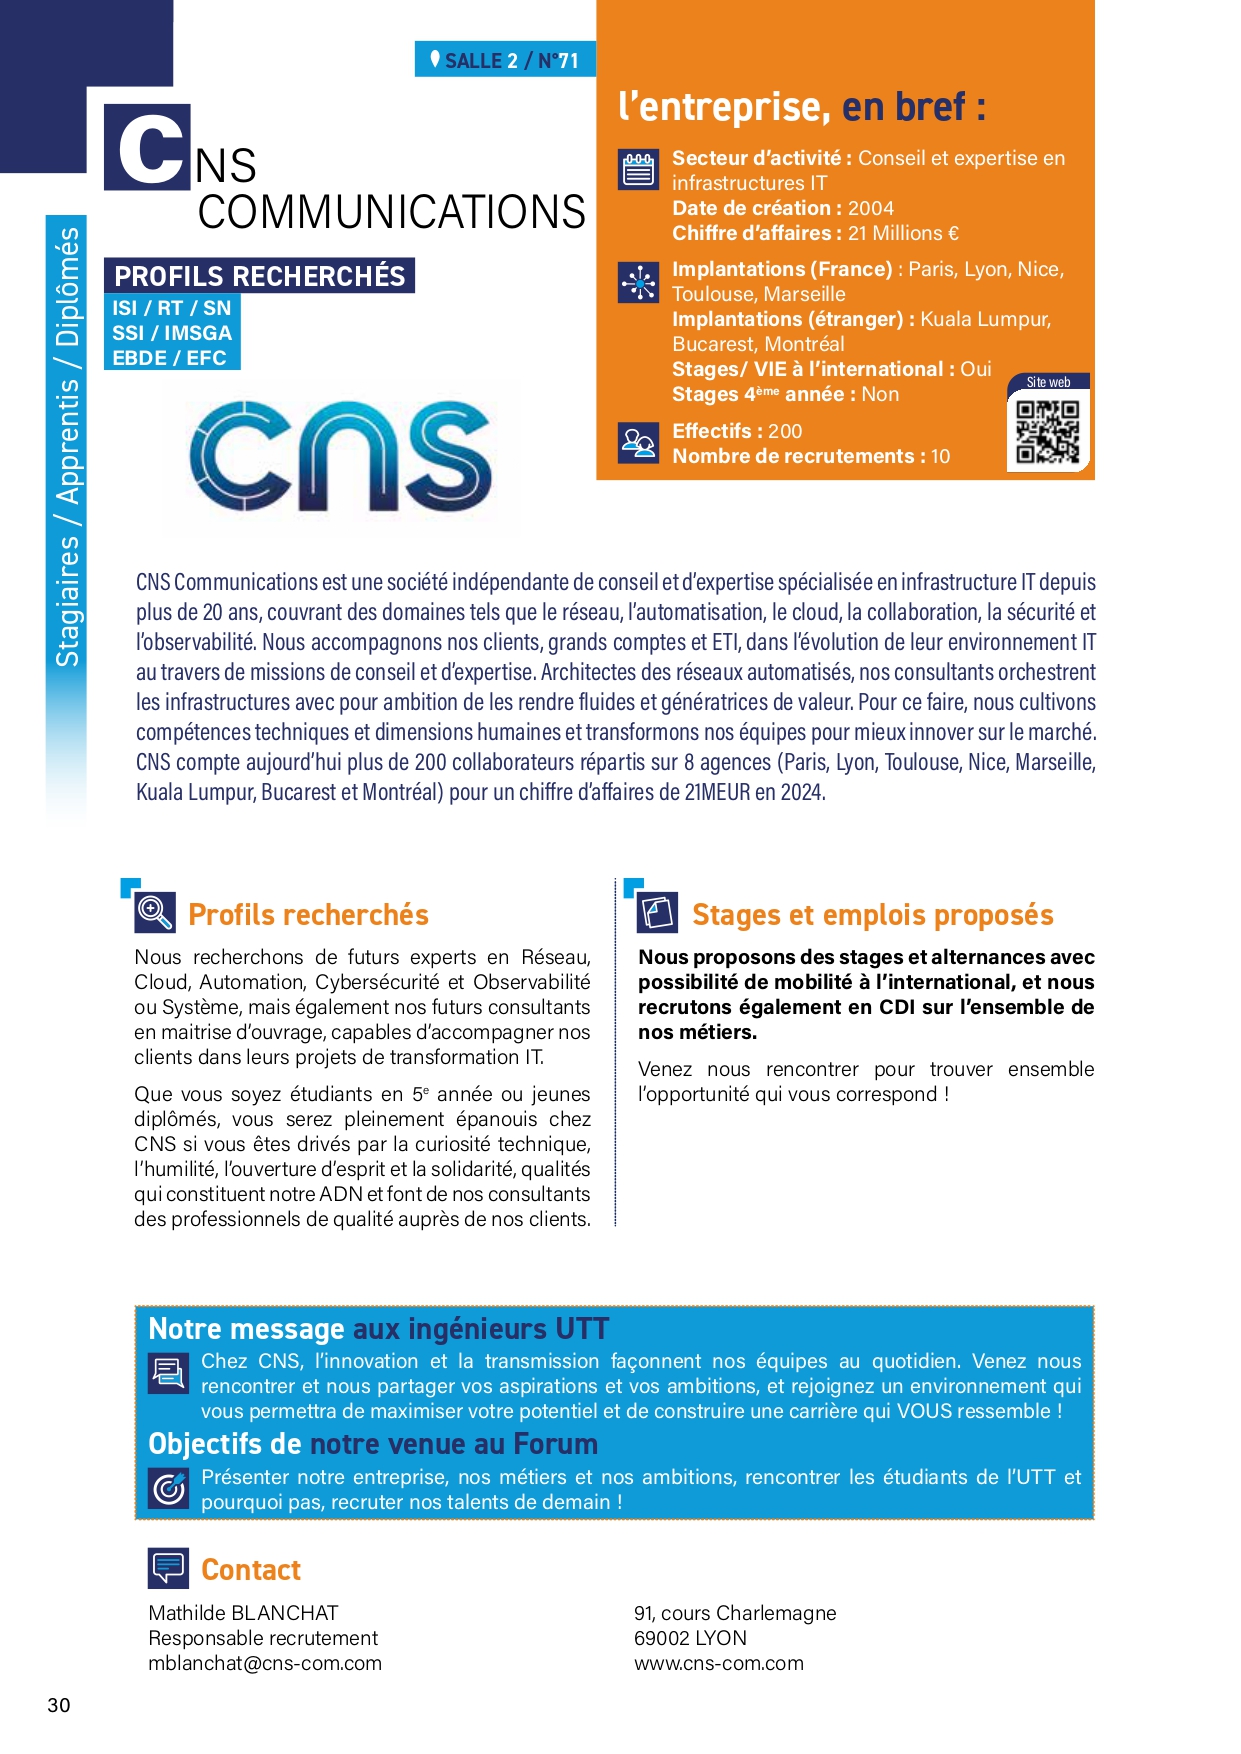 SALLE 2 / N°71
CNS
COMMUNICATIONS
PROFILS RECHERCHÉS
ISI / RT / SN
SSI / IMSGA
EBDE / EFC
cns
Stagiaires / Apprentis / Diplômés
l’entreprise, en bref :
Secteur d’activité : Conseil et expertise en
infrastructures IT
Date de création : 2004
Chiffre d’affaires : 21 Millions €
Implantations (France) : Paris, Lyon, Nice,
Toulouse, Marseille
Implantations (étranger) : Kuala Lumpur,
Bucarest, Montréal
Stages/ VIE à l’international : Oui
Stages 4ème année : Non
Site web
Effectifs : 200
Nombre de recrutements : 10
CNS Communications est une société indépendante de conseil et d’expertise spécialisée en infrastructure IT depuis
plus de 20 ans, couvrant des domaines tels que le réseau, l’automatisation, le cloud, la collaboration, la sécurité et
l’observabilité. Nous accompagnons nos clients, grands comptes et ETI, dans l’évolution de leur environnement IT
au travers de missions de conseil et d’expertise. Architectes des réseaux automatisés, nos consultants orchestrent
les infrastructures avec pour ambition de les rendre fluides et génératrices de valeur. Pour ce faire, nous cultivons
compétences techniques et dimensions humaines et transformons nos équipes pour mieux innover sur le marché.
CNS compte aujourd’hui plus de 200 collaborateurs répartis sur 8 agences (Paris, Lyon, Toulouse, Nice, Marseille,
Kuala Lumpur, Bucarest et Montréal) pour un chiffre d’affaires de 21MEUR en 2024.
Profils recherchés
Nous recherchons de futurs experts en Réseau,
Cloud, Automation, Cybersécurité et Observabilité
ou Système, mais également nos futurs consultants
en maitrise d’ouvrage, capables d’accompagner nos
clients dans leurs projets de transformation IT.
Que vous soyez étudiants en 5e année ou jeunes
diplômés, vous serez pleinement épanouis chez
CNS si vous êtes drivés par la curiosité technique,
l’humilité, l’ouverture d’esprit et la solidarité, qualités
qui constituent notre ADN et font de nos consultants
des professionnels de qualité auprès de nos clients.
Stages et emplois proposés
Nous proposons des stages et alternances avec
possibilité de mobilité à l’international, et nous
recrutons également en CDI sur l’ensemble de
nos métiers.
Venez nous rencontrer pour trouver ensemble
l’opportunité qui vous correspond !
Notre message aux ingénieurs UTT
Chez CNS, l’innovation et la transmission façonnent nos équipes au quotidien. Venez nous
rencontrer et nous partager vos aspirations et vos ambitions, et rejoignez un environnement qui
vous permettra de maximiser votre potentiel et de construire une carrière qui VOUS ressemble !
Objectifs de notre venue au Forum
Présenter notre entreprise, nos métiers et nos ambitions, rencontrer les étudiants de l’UTT et
pourquoi pas, recruter nos talents de demain !
Contact
Mathilde BLANCHAT
Responsable recrutement
mblanchat@cns-com.com
91, cours Charlemagne
69002 LYON
www.cns-com.com
30